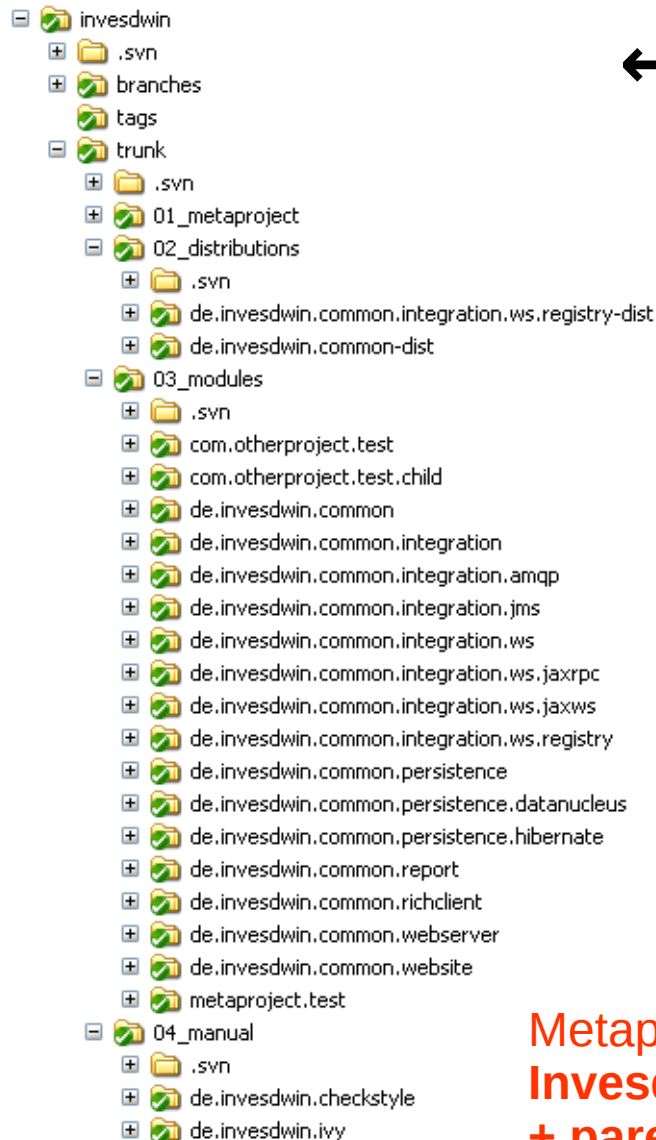 invesdwin
.svn
branches
tags
trunk
.svn
01_metaproject
02_distributions
.svn
de.invesdwin.common.integration.ws.registry-dist
de.invesdwin.common-dist
03_modules
.svn
com.otherproject.test
com.otherproject.test.child
de.invesdwin.common
de.invesdwin.common.integration
de.invesdwin.common.integration.amqp
de.invesdwin.common.integration.jms
de.invesdwin.common.integration.ws
de.invesdwin.common.integration.ws.jaxrpc
de.invesdwin.common.integration.ws.jaxws
de.invesdwin.common.integration.ws.registry
de.invesdwin.common.persistence
de.invesdwin.common.persistence.datanucleus
de.invesdwin.common.persistence.hibernate
de.invesdwin.common.report
de.invesdwin.common.richclient
de.invesdwin.common.webserver
de.invesdwin.common.website
metaproject.test
04_manual
.svn
de.invesdwin.checkstyle
de.invesdwin.ivy
Metap
Invesd
+ pare